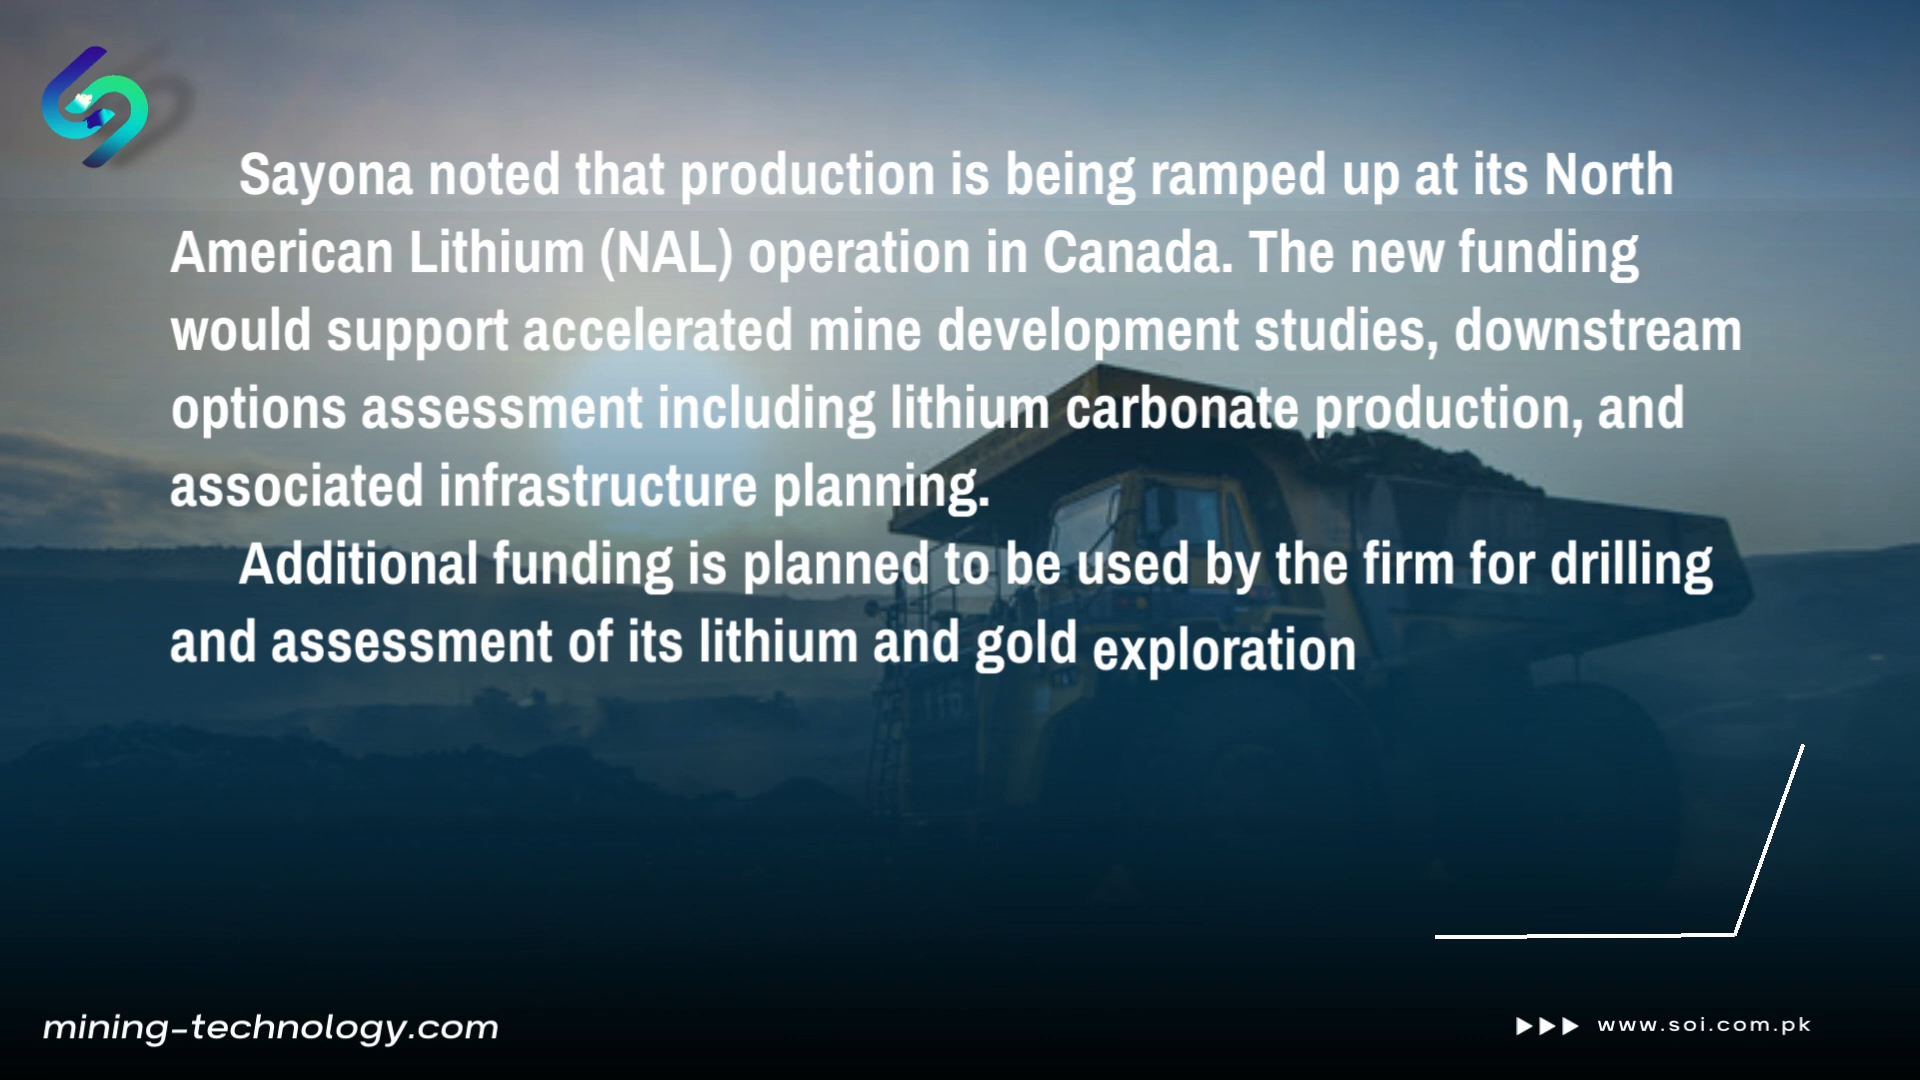 Sayona noted that production is being ramped up at its North
American Lithium (NAL) operation in Canada. The new funding
would support accelerated mine development studies, downstream
options assessment including lithium carbonate production, and
associated infrastructure planning.
Additional funding is planned to be used by the firm for drilling
and assessment of its lithium and gold exploration
mining-technology.com
www.soi.com.pk